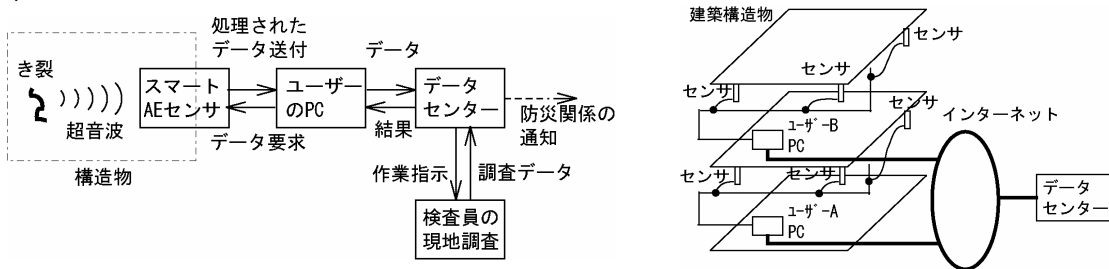 き裂
超音波
構造物
スマート
AEセンサ
処理された
データ送付
データ要求
ユーザー
のPC
データ
結果
データ
センター
防災関係の
通知
作業指示
調査データ
検査員の
現地調査
建築構造物
センサ
センサ
センサ
センサ
ユーザーB
PC
インターネット
センサ
センサ
ユーザーA
PC
データ
センター